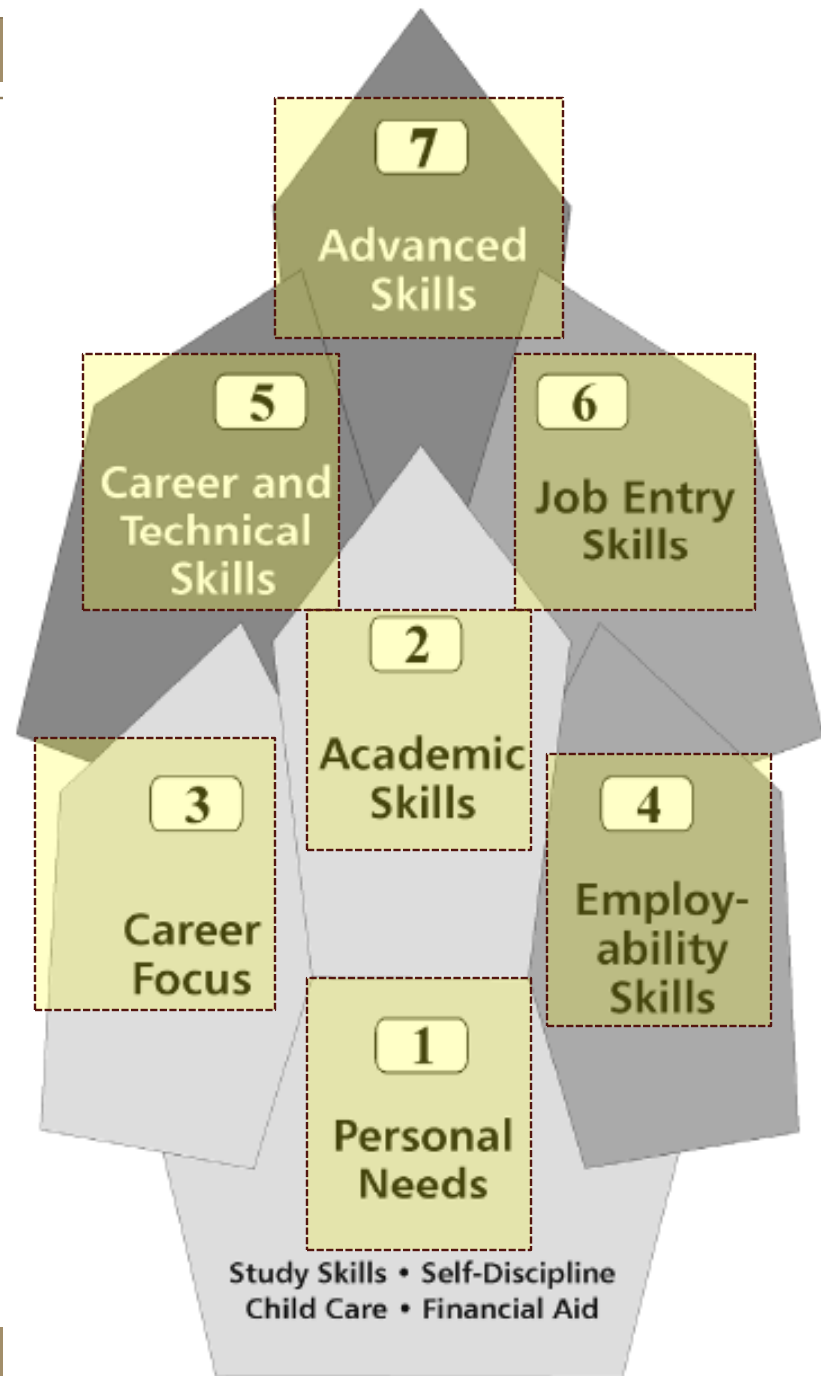 7
Advanced
Skills
5
Career and
Technical
Skills
6
Job Entry
Skills
2
Academic
Skills
3
Career
Focus
4
Employ-
ability
Skills
1
Personal
Needs
Study Skills • Self-Discipline
Child Care • Financial Aid